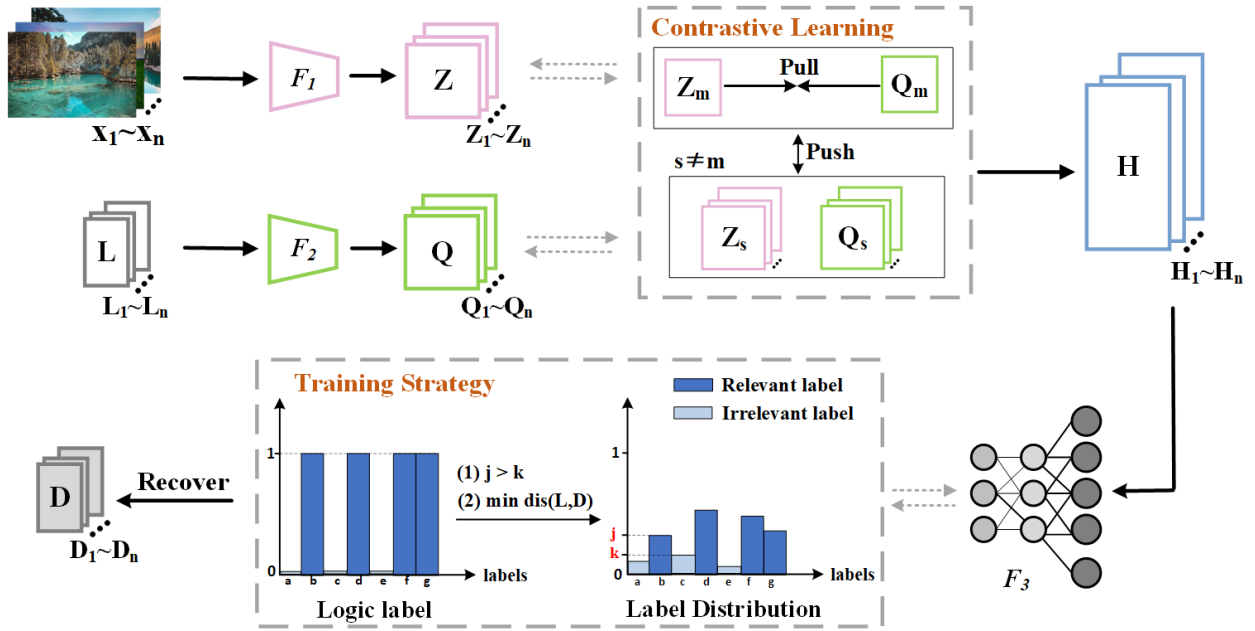 Contrastive Learning
F1
Z
Zm
Pull
Qm
X1~Xn
Z1~Zn
s≠m
Push
H
L
F2
Q
Zs
Qs
L1~Ln
Q1~Qn
H1~Hn
Training Strategy
Relevant label
Irrelevant label
1
1
(1) j > k
(2) min dis(L,D)
D
Recover
j
k
D1~Dn
0
a b c d e f g
labels
0
a b c d e f g
labels
Logic label
Label Distribution
F3